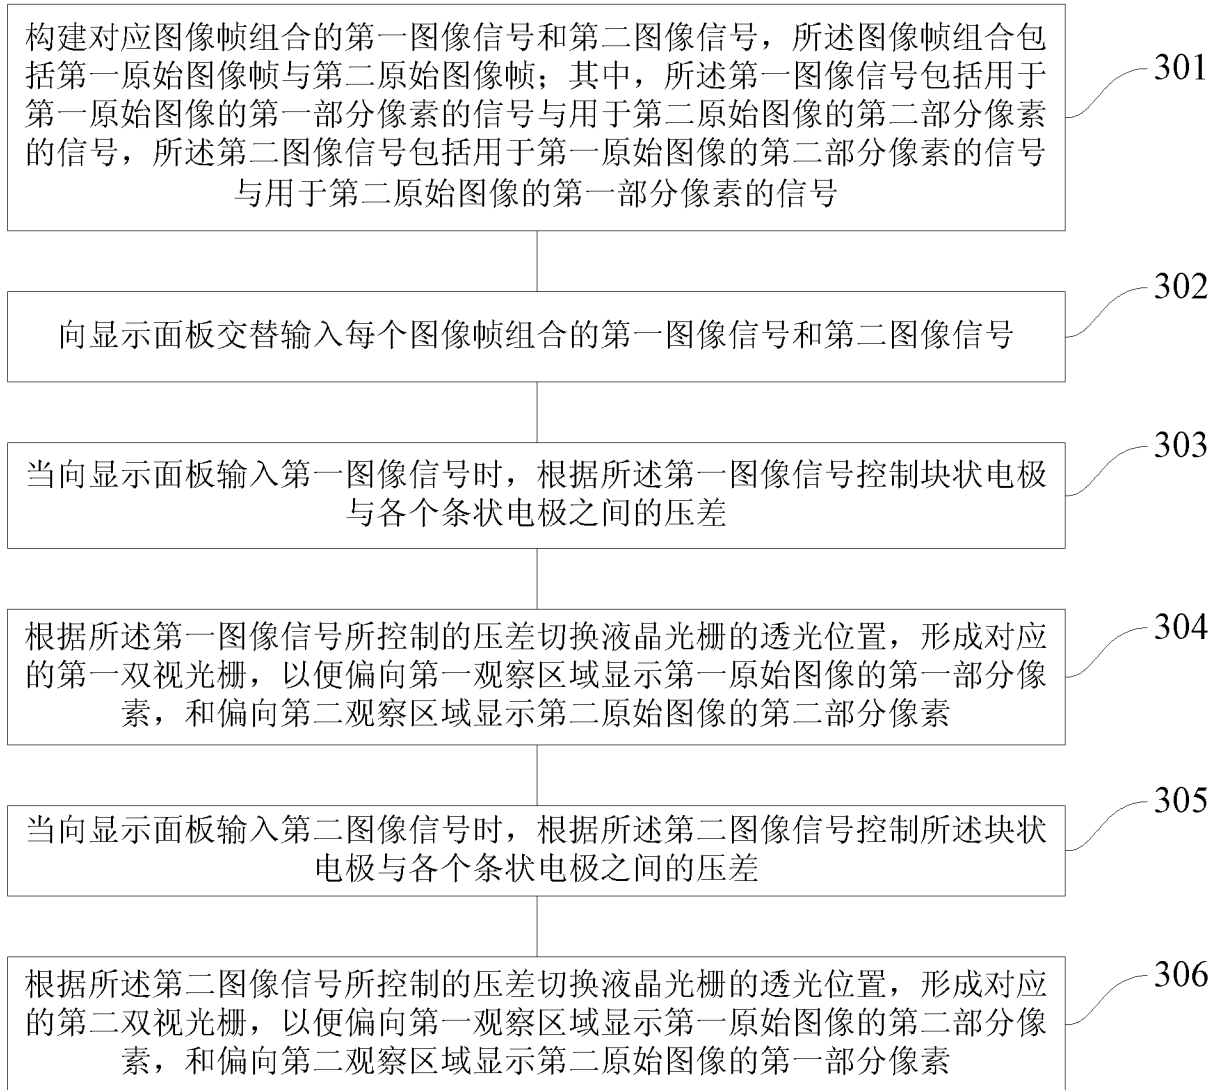 构建对应图像帧组合的第一图像信号和第二图像信号，所述图像帧组合包
括第一原始图像帧与第二原始图像帧；其中，所述第一图像信号包括用于
第一原始图像的第一部分像素的信号与用于第二原始图像的第二部分像素
的信号，所述第二图像信号包括用于第一原始图像的第二部分像素的信号
与用于第二原始图像的第一部分像素的信号
301
向显示面板交替输入每个图像帧组合的第一图像信号和第二图像信号
302
当向显示面板输入第一图像信号时，根据所述第一图像信号控制块状电极
与各个条状电极之间的压差
303
根据所述第一图像信号所控制的压差切换液晶光栅的透光位置，形成对应
的第一双视光栅，以便偏向第一观察区域显示第一原始图像的第一部分像
素，和偏向第二观察区域显示第二原始图像的第二部分像素
304
当向显示面板输入第二图像信号时，根据所述第二图像信号控制所述块状
电极与各个条状电极之间的压差
305
根据所述第二图像信号所控制的压差切换液晶光栅的透光位置，形成对应
的第二双视光栅，以便偏向第一观察区域显示第一原始图像的第二部分像
素，和偏向第二观察区域显示第二原始图像的第一部分像素
306